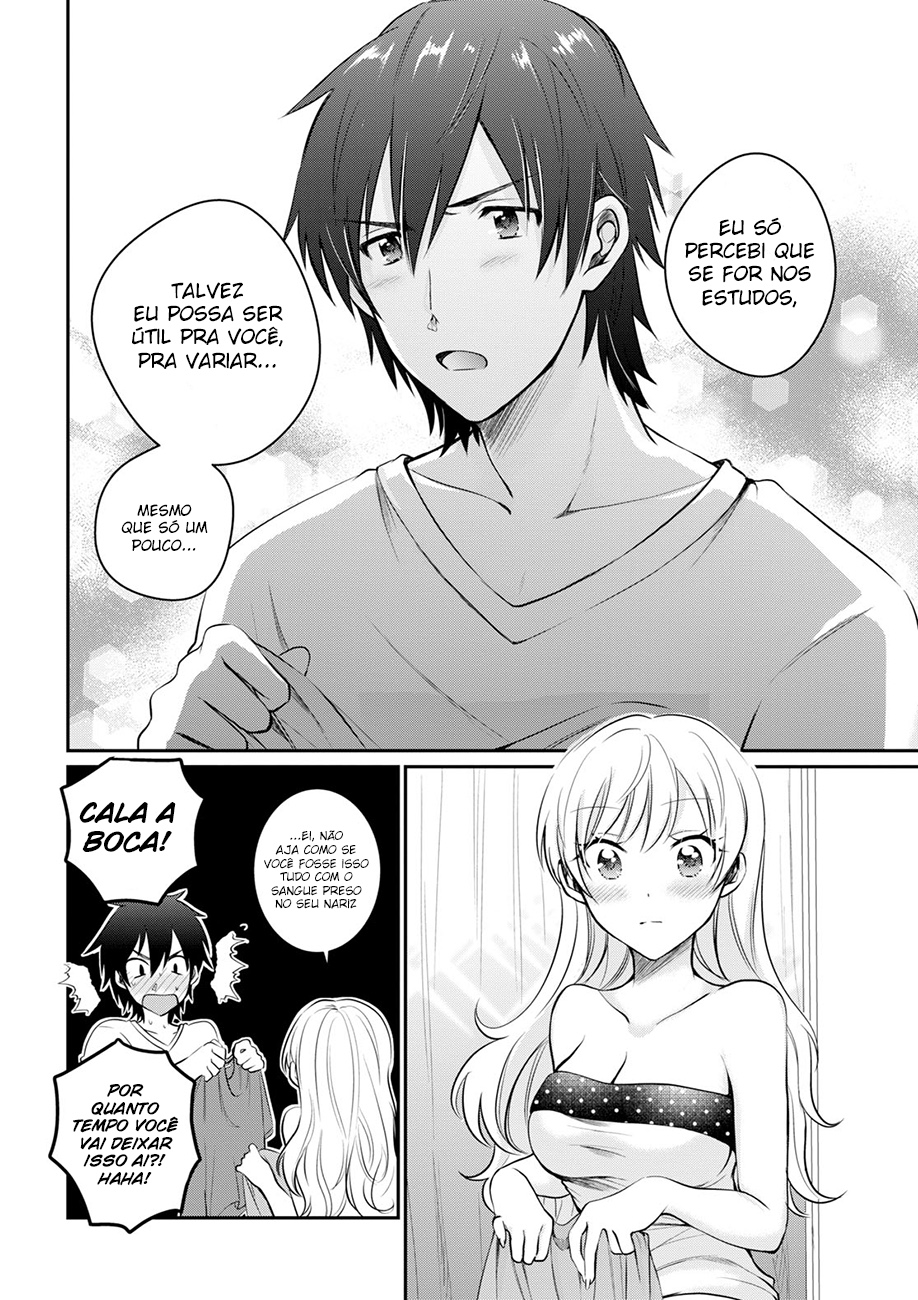 EU SÓ
PERCEBI QUE
SE FOR NOS
ESTUDOS,
TALVEZ
EU POSSA SER
ÚTIL PRA VOCÊ,
PRA VARIAR...
MESMO
QUE SÓ UM
POUCO...
...EI, NÃO
AJA COMO SE
VOCÊ FOSSE ISSO
TUDO COM O
SANGUE PRESO
NO SEU NARIZ
CALA A
BOCA!
POR
QUANTO
TEMPO VOCÊ
VAI DEIXAR
ISSO AI?!
HAHA!